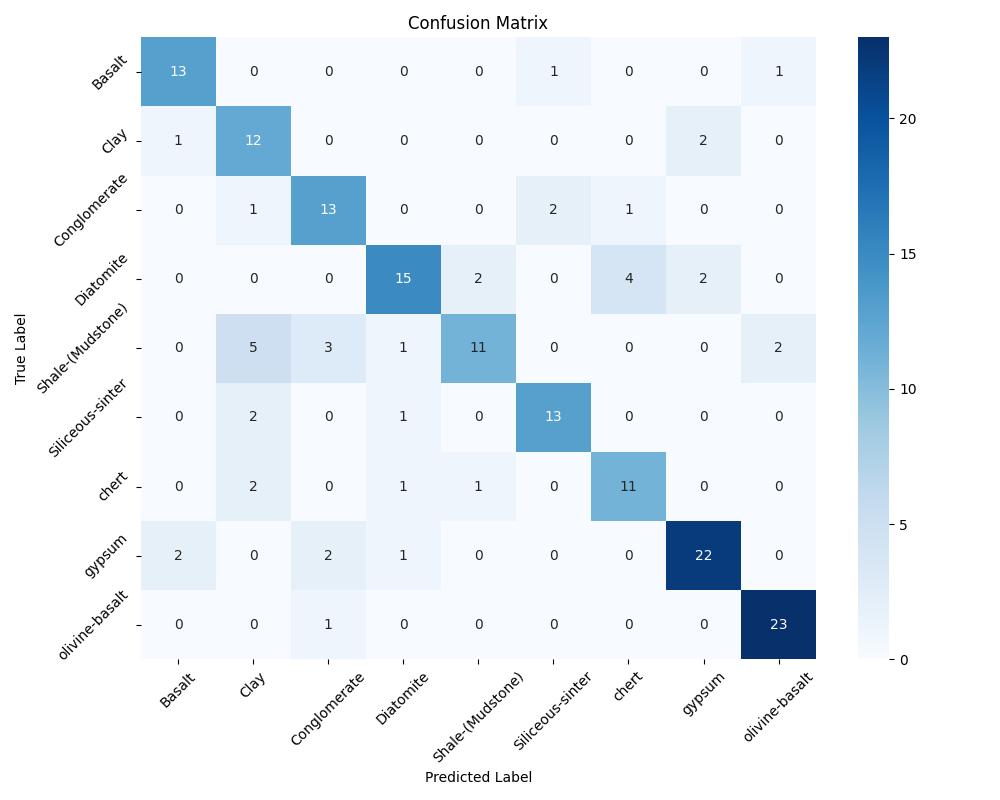 Confusion Matrix
True Label
Basalt 13 0 0 0 0 1 0 0 1
Clay 1 12 0 0 0 0 0 2 0
Conglomerate 0 1 13 0 0 2 1 0 0
Diatomite 0 0 0 15 2 0 4 2 0
Shale-(Mudstone) 0 5 3 1 11 0 0 0 2
Siliceous-sinter 0 2 0 1 0 13 0 0 0
chert 0 2 0 1 1 0 11 0 0
gypsum 2 0 2 1 0 0 0 22 0
olivine-basalt 0 0 1 0 0 0 0 0 23
Basalt Clay Conglomerate Diatomite Shale-(Mudstone) Siliceous-sinter chert gypsum olivine-basalt
Predicted Label
20
15
10
5
0